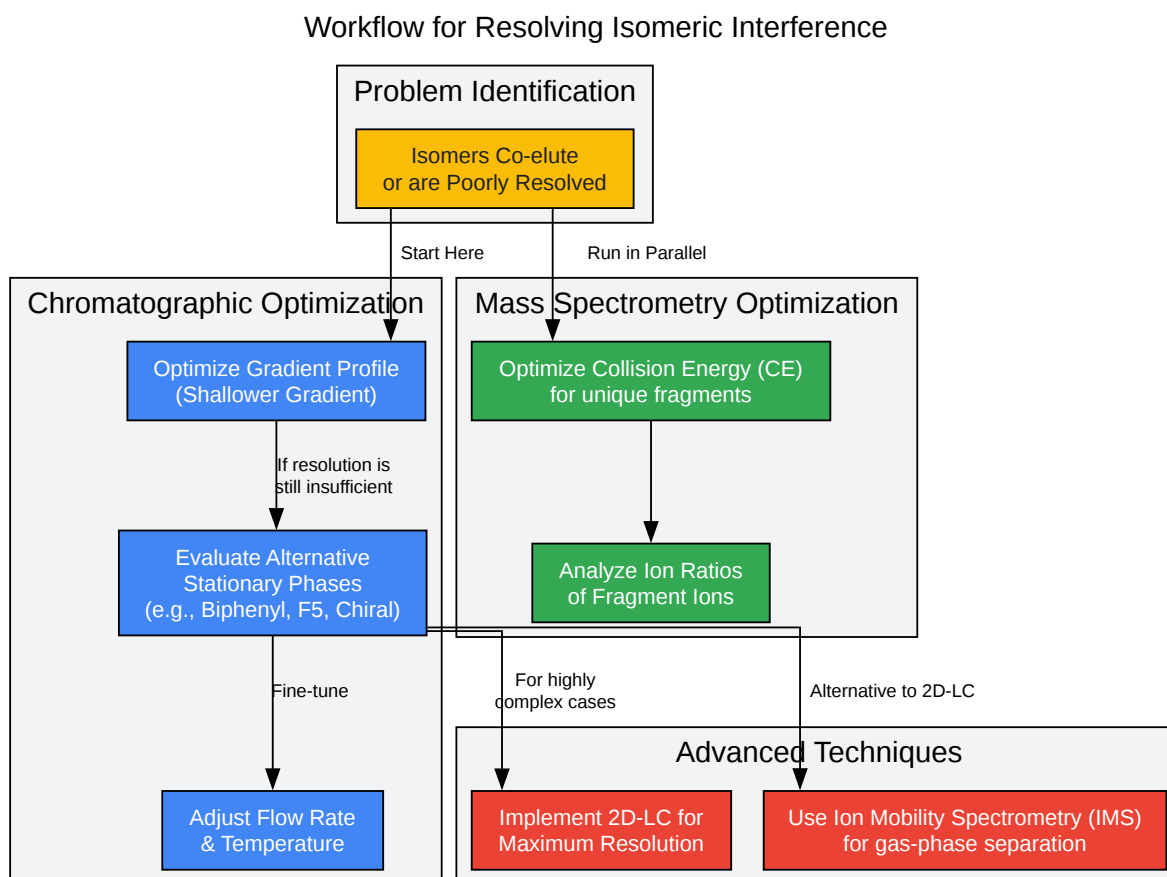 Workflow for Resolving Isomeric Interference
Problem Identification
Isomers Co-elute
or are Poorly Resolved
Start Here
Run in Parallel
Chromatographic Optimization
Mass Spectrometry Optimization
Optimize Gradient Profile
(Shallower Gradient)
Optimize Collision Energy (CE)
for unique fragments
If resolution is
still insufficient
Evaluate Alternative
Stationary Phases
(e.g., Biphenyl, F5, Chiral)
Analyze Ion Ratios
of Fragment Ions
Fine-tune
For highly
complex cases
Alternative to 2D-LC
Advanced Techniques
Adjust Flow Rate
& Temperature
Implement 2D-LC for
Maximum Resolution
Use Ion Mobility Spectrometry (IMS)
for gas-phase separation